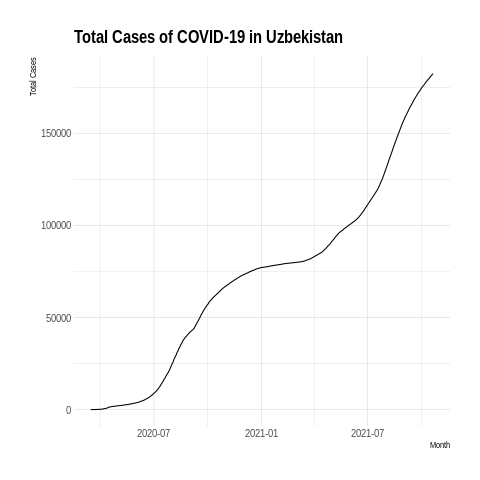 Total Cases of COVID-19 in Uzbekistan
Total Cases
150000
100000
50000
0
2020-07 2021-01 2021-07
Month